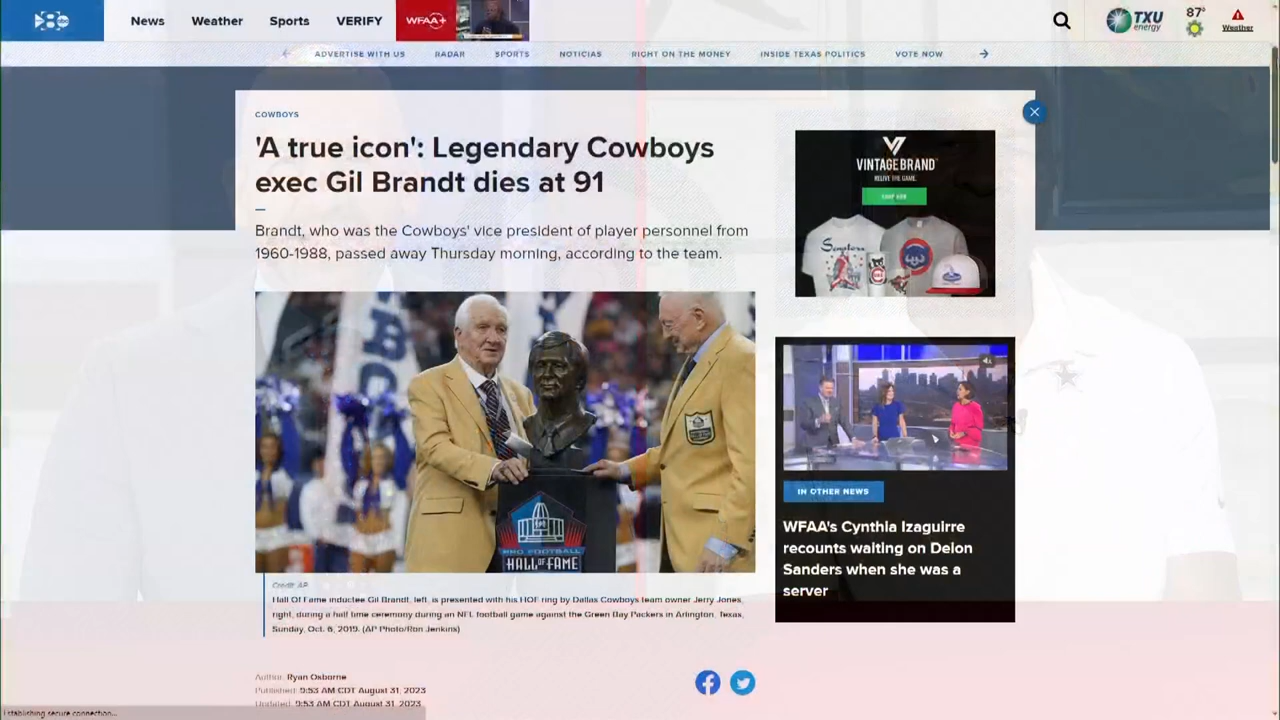 8 abc
News
Weather
Sports
VERIFY
WFAA+
TXU
energy
87°
Weather
ADVERTISE WITH US
RADAR
SPORTS
NOTICIAS
RIGHT ON THE MONEY
INSIDE TEXAS POLITICS
VOTE NOW
COWBOYS
'A true icon': Legendary Cowboys
exec Gil Brandt dies at 91
Brandt, who was the Cowboys' vice president of player personnel from
1960-1988, passed away Thursday morning, according to the team.
VINTAGE BRAND
RELIVE THE GAME.
SHOP NOW
Senators
PRO FOOTBALL
HALL OF FAME
Credit: AP
Hall Of Fame inductee Gil Brandt, left, is presented with his HOF ring by Dallas Cowboys team owner Jerry Jones,
right, during a half time ceremony during an NFL football game against the Green Bay Packers in Arlington, Texas,
Sunday, Oct. 6, 2019. (AP Photo/Ron Jenkins)
IN OTHER NEWS
WFAA's Cynthia Izaguirre
recounts waiting on Deion
Sanders when she was a
server
Author: Ryan Osborne
Published: 9:53 AM CDT August 31, 2023
Updated: 9:53 AM CDT August 31, 2023
Establishing secure connection...